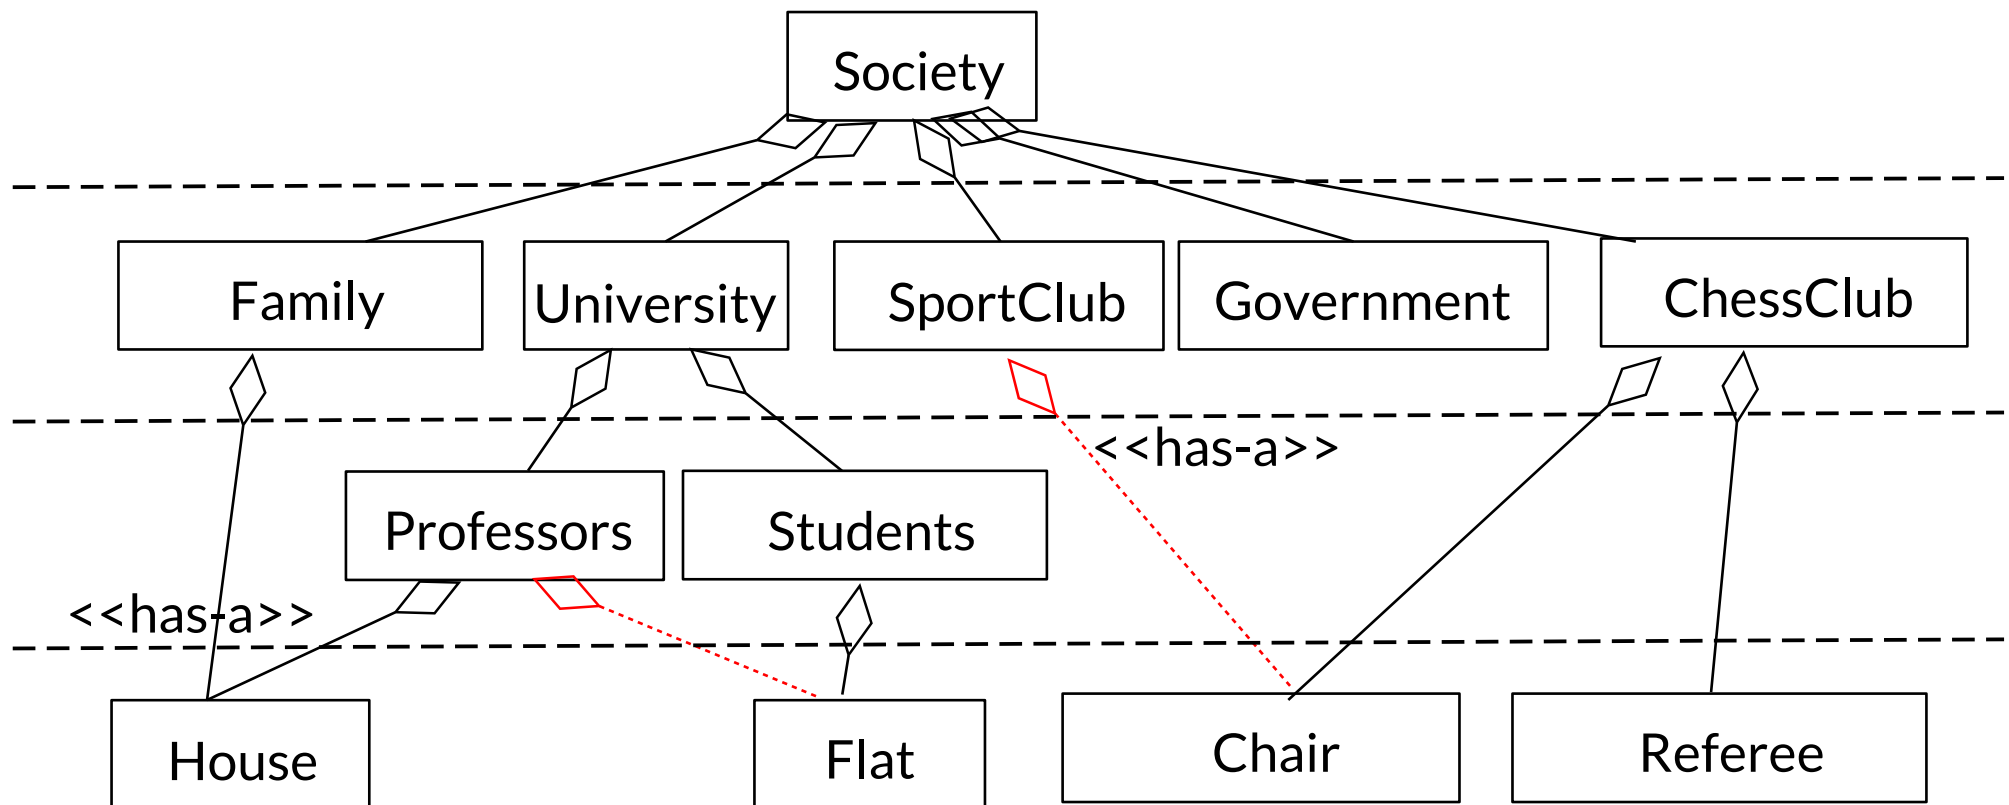 Society
Family
University
SportClub
Government
ChessClub
<<has-a>>
Professors
Students
<<has-a>>
House
Flat
Chair
Referee